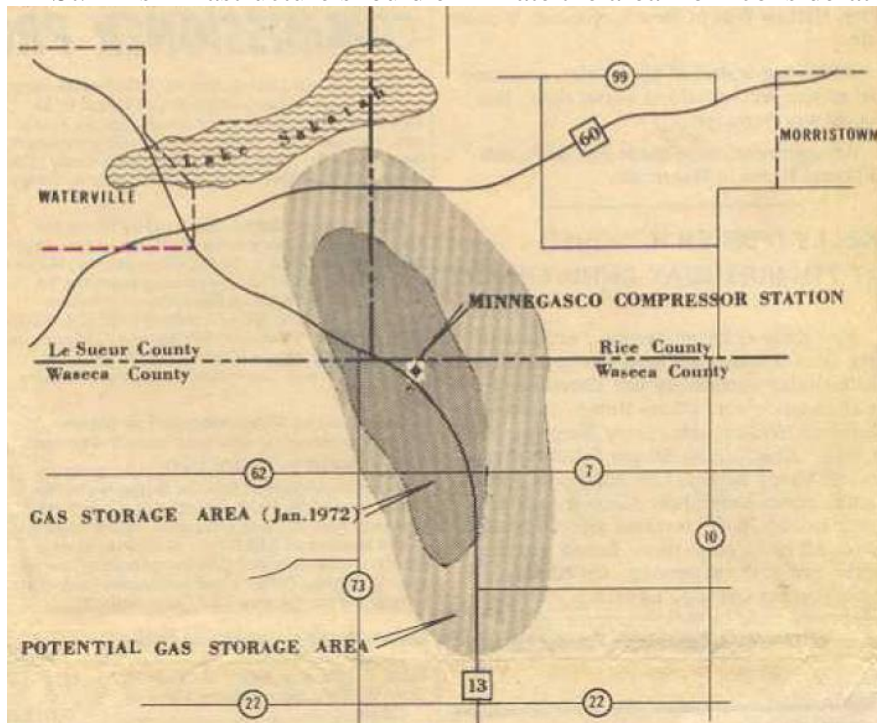 99
60
MORRISTOWN
Lake Sakatah
WATERVILLE
MINNEGASCO COMPRESSOR STATION
Le Sueur County
Rice County
Waseca County
Waseca County
62
7
GAS STORAGE AREA (Jan.1972)
10
73
POTENTIAL GAS STORAGE AREA
13
22
22